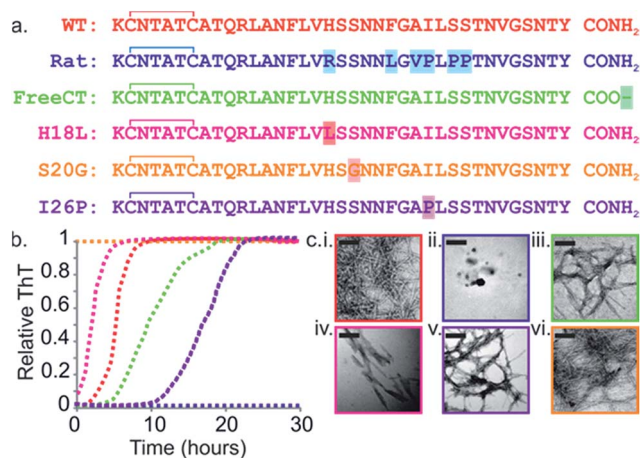 a.
WT: KCNTATCATQRLANFLVHSSNNFGAILSSTNVGSNTY CONH₂
Rat: KCNTATCATQRLANFLVRSSNNLGVPLPPTNVGSNTY CONH₂
FreeCT: KCNTATCATQRLANFLVHSSNNFGAILSSTNVGSNTY COO-
H18L: KCNTATCATQRLANFLVLSSNNFGAILSSTNVGSNTY CONH₂
S20G: KCNTATCATQRLANFLVHSGNNFGAILSSTNVGSNTY CONH₂
I26P: KCNTATCATQRLANFLVHSSNNFGAPLSSTNVGSNTY CONH₂
b.
Relative ThT
1
0.8
0.6
0.4
0.2
0
0 10 20 30
Time (hours)
c.i. ii. iii.
iv. v. vi.